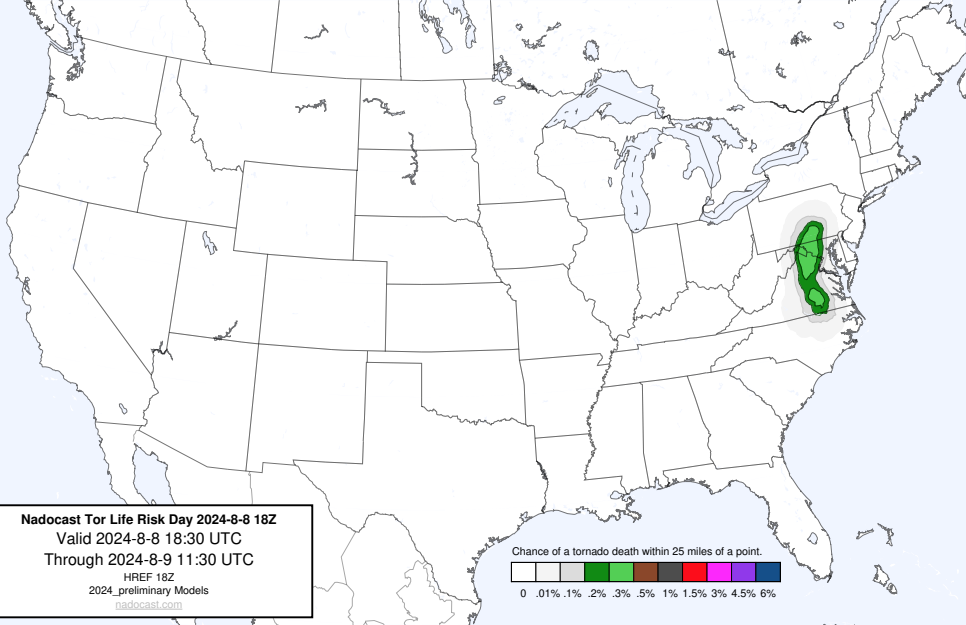 Nadocast Tor Life Risk Day 2024-8-8 18Z
Valid 2024-8-8 18:30 UTC
Through 2024-8-9 11:30 UTC
HREF 18Z
2024_preliminary Models
nadocast.com
Chance of a tornado death within 25 miles of a point.
0 .01% .1% .2% .3% .5% 1% 1.5% 3% 4.5% 6%